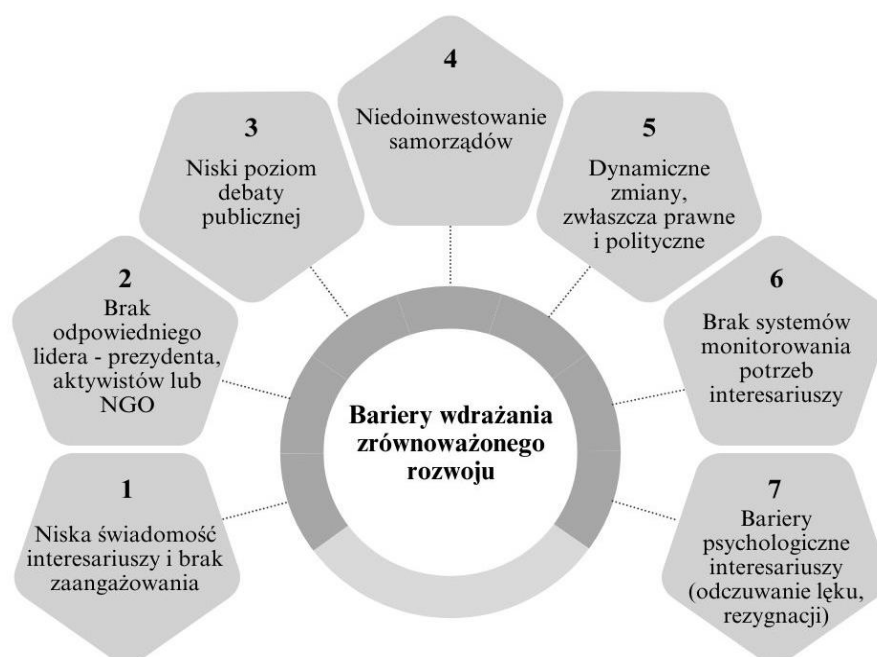 1
Niska świadomość
interesariuszy i brak
zaangażowania
2
Brak
odpowiedniego
lidera - prezydenta,
aktywistów lub
NGO
3
Niski poziom
debaty
publicznej
4
Niedoinwestowanie
samorządów
5
Dynamiczne
zmiany,
zwłaszcza prawne
i polityczne
6
Brak systemów
monitorowania
potrzeb
interesariuszy
7
Bariery
psychologiczne
interesariuszy
(odczuwanie lęku,
rezygnacji)
Bariery wdrażania
zrównoważonego
rozwoju